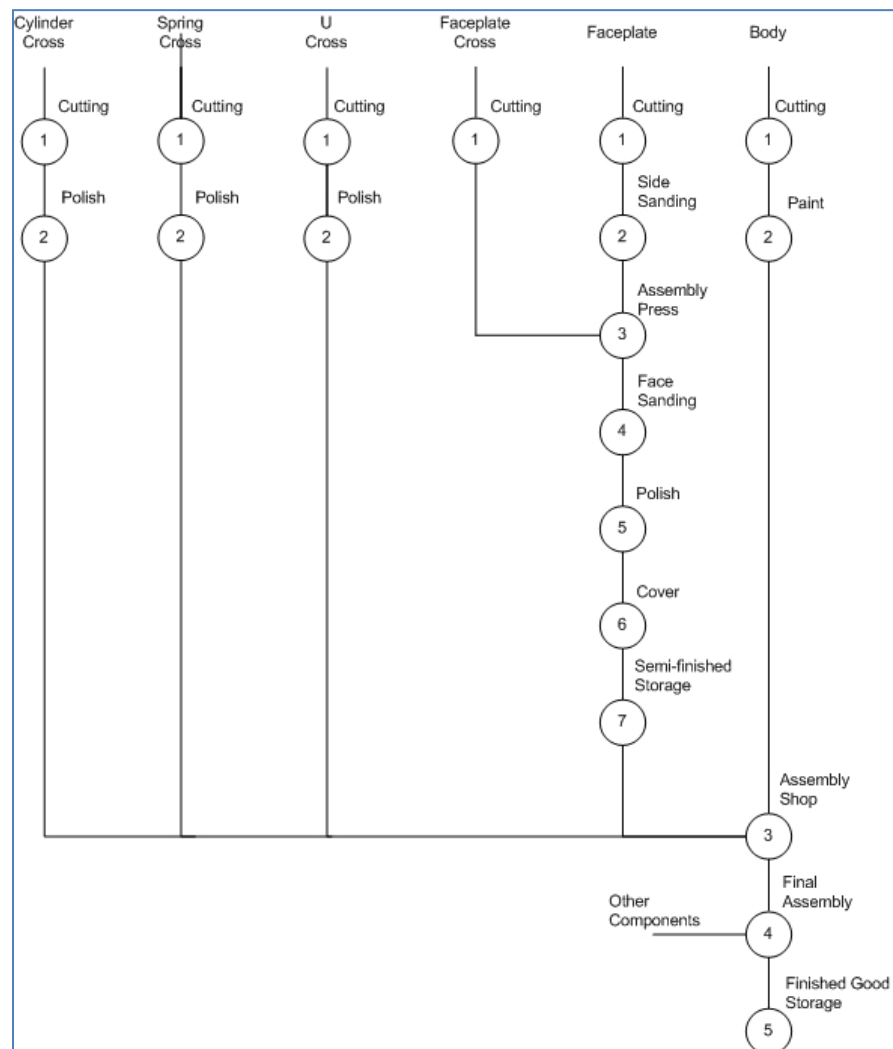 Cylinder
Cross
Spring
Cross
U
Cross
Faceplate
Cross
Faceplate
Body
Cutting
Cutting
Cutting
Cutting
Cutting
Cutting
1
1
1
1
1
1
Polish
Polish
Polish
Side
Sanding
Paint
2
2
2
2
2
Assembly
Press
3
Face
Sanding
4
Polish
5
Cover
6
Semi-finished
Storage
7
Assembly
Shop
3
Final
Assembly
Other
Components
4
Finished Good
Storage
5